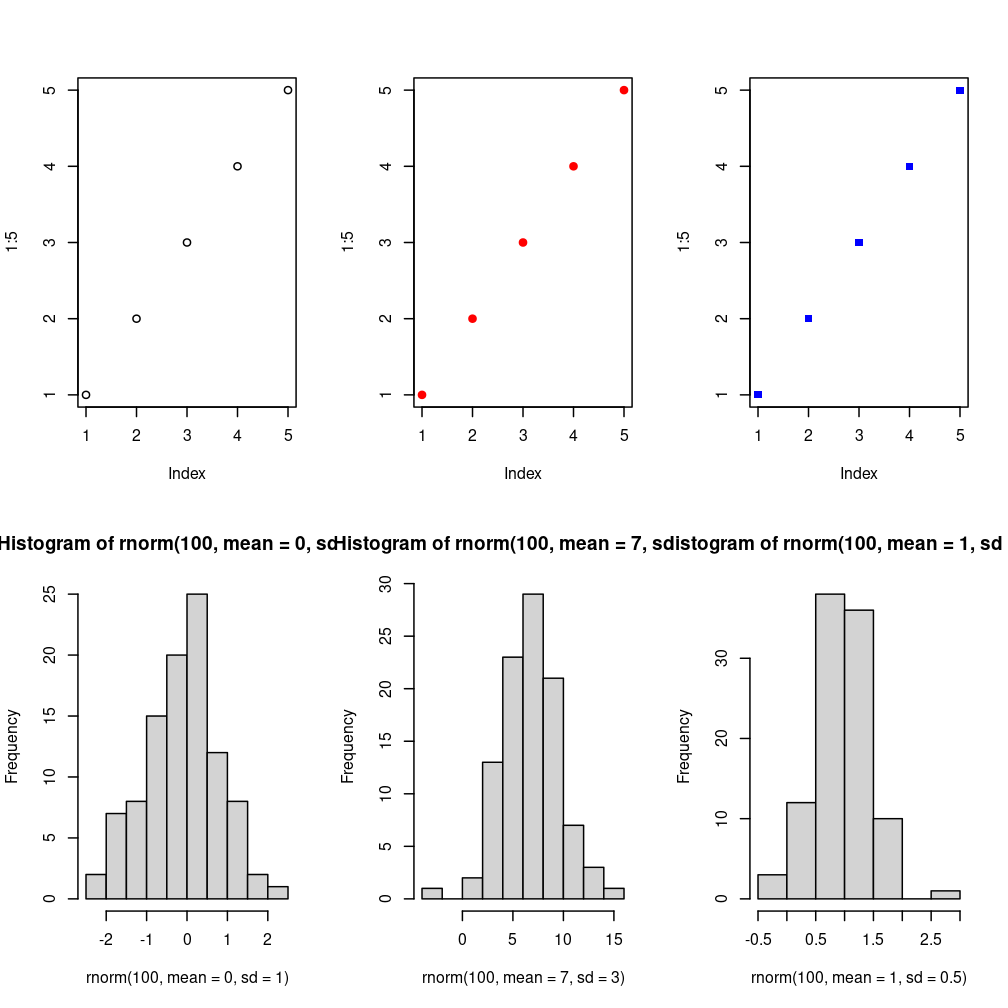 5
4
3
2
1
1:5
1 2 3 4 5
Index
5
4
3
2
1
1:5
1 2 3 4 5
Index
5
4
3
2
1
1:5
1 2 3 4 5
Index
Histogram of rnorm(100, mean = 0, sd
Histogram of rnorm(100, mean = 7, sd
istogram of rnorm(100, mean = 1, sd
25
20
15
10
5
0
Frequency
-2 -1 0 1 2
rnorm(100, mean = 0, sd = 1)
30
25
20
15
10
5
0
Frequency
0 5 10 15
rnorm(100, mean = 7, sd = 3)
30
20
10
0
Frequency
-0.5 0.5 1.5 2.5
rnorm(100, mean = 1, sd = 0.5)